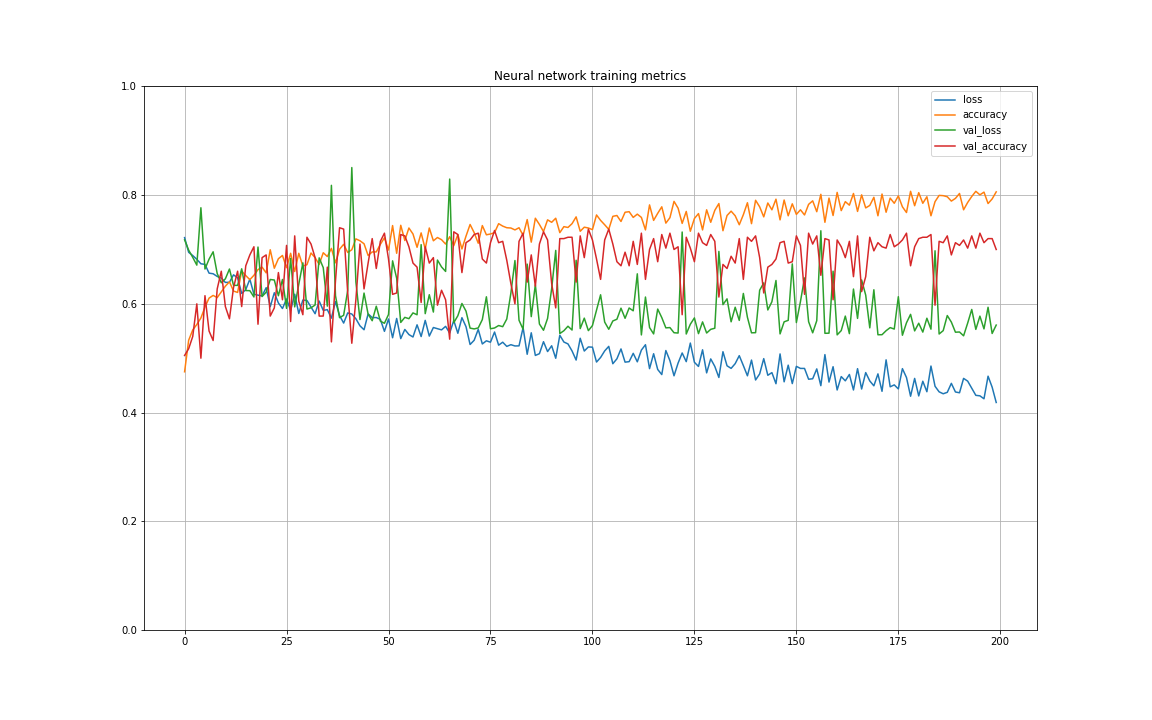 Neural network training metrics
loss
accuracy
val_loss
val_accuracy
1.0
0.8
0.6
0.4
0.2
0.0
0 25 50 75 100 125 150 175 200